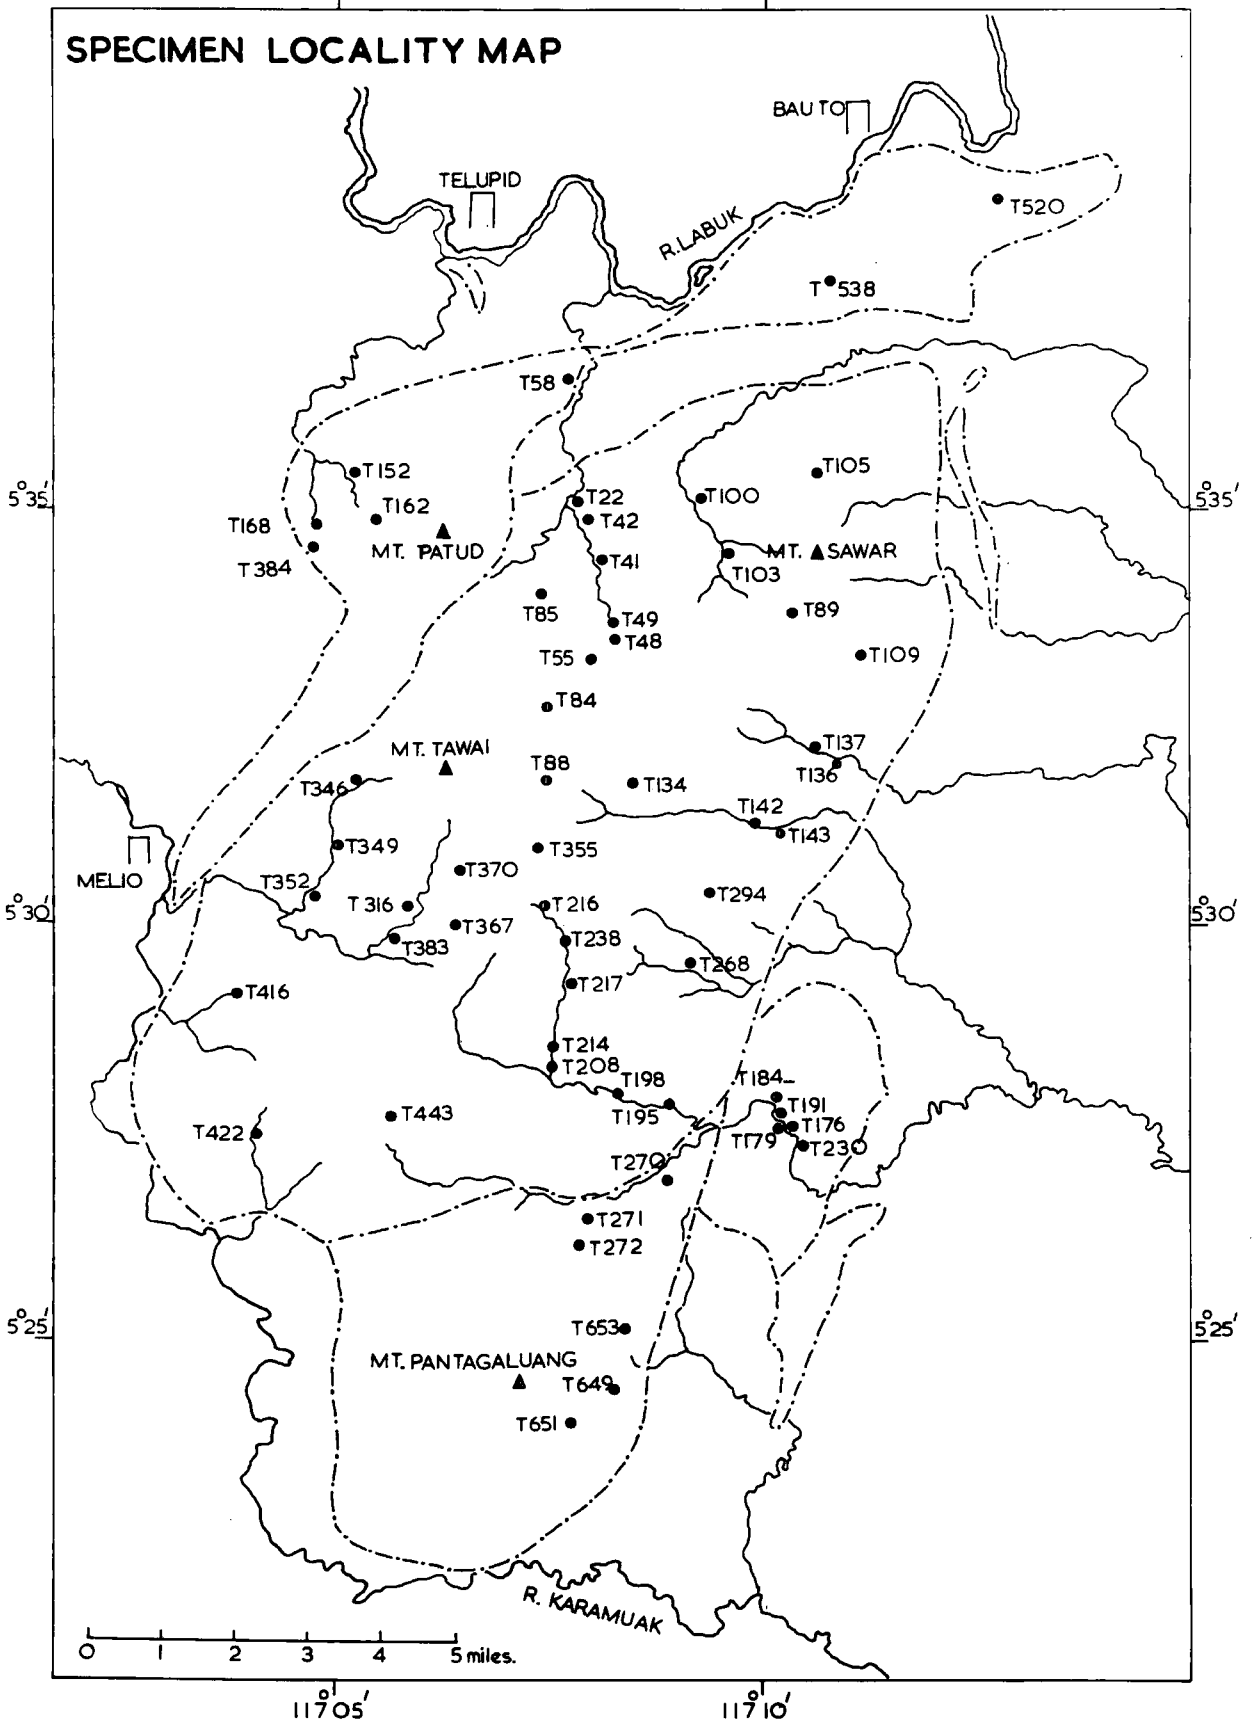 SPECIMEN LOCALITY MAP
BAUTO
TELUPID
R. LABUK
T520
T 538
T58
T152
T105
5°35'
T162
T22
T100
5°35'
T168
T42
MT. PATUD
MT. SAWAR
T384
T41
T103
T85
T49
T89
T48
T55
T109
T84
MT. TAWAI
T137
T88
T136
T346
T134
T142
T143
T349
T355
MELIO
T370
T352
T316
T294
5°30'
T216
5°30'
T367
T238
T383
T268
T416
T217
T214
T208
T184
T198
T191
T443
T195
T176
T422
T179
T230
T270
T271
T272
T653
5°25'
5°25'
MT. PANTAGALUANG
T649
T651
R. KARAMUAK
0 1 2 3 4 5 miles.
117°05'
117°10'